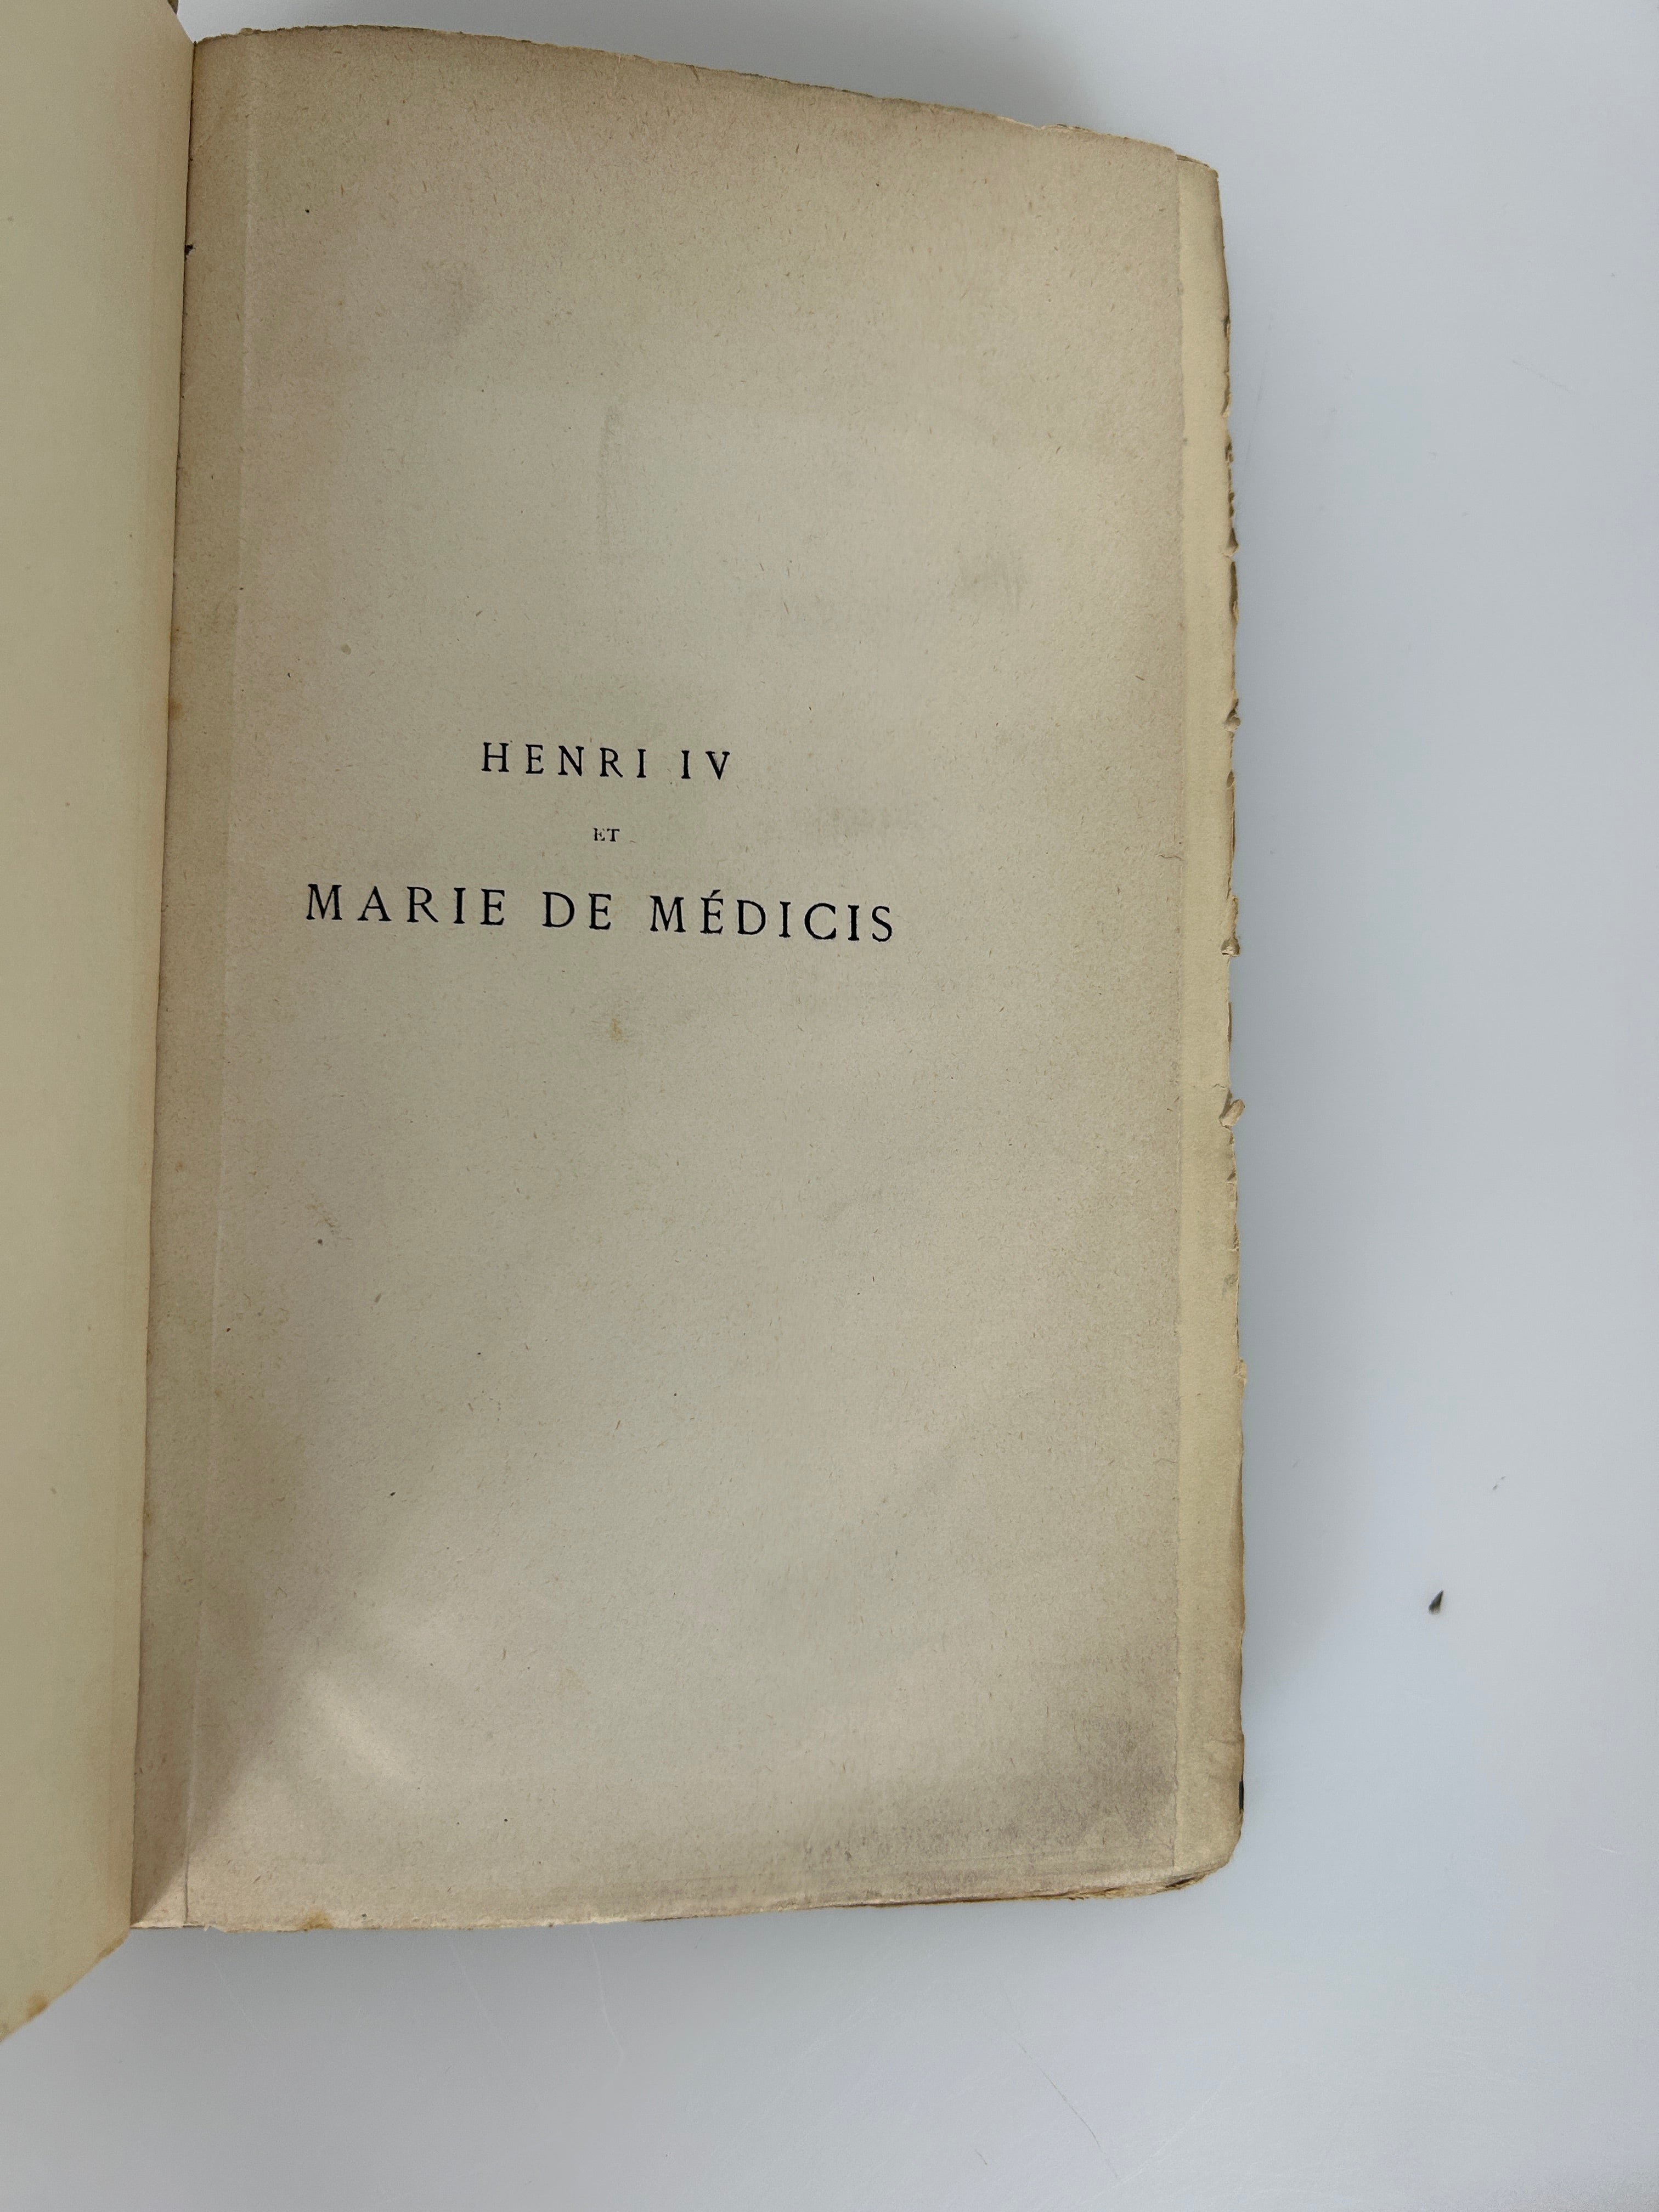 HENRI IV
ET
MARIE DE MÉDICIS